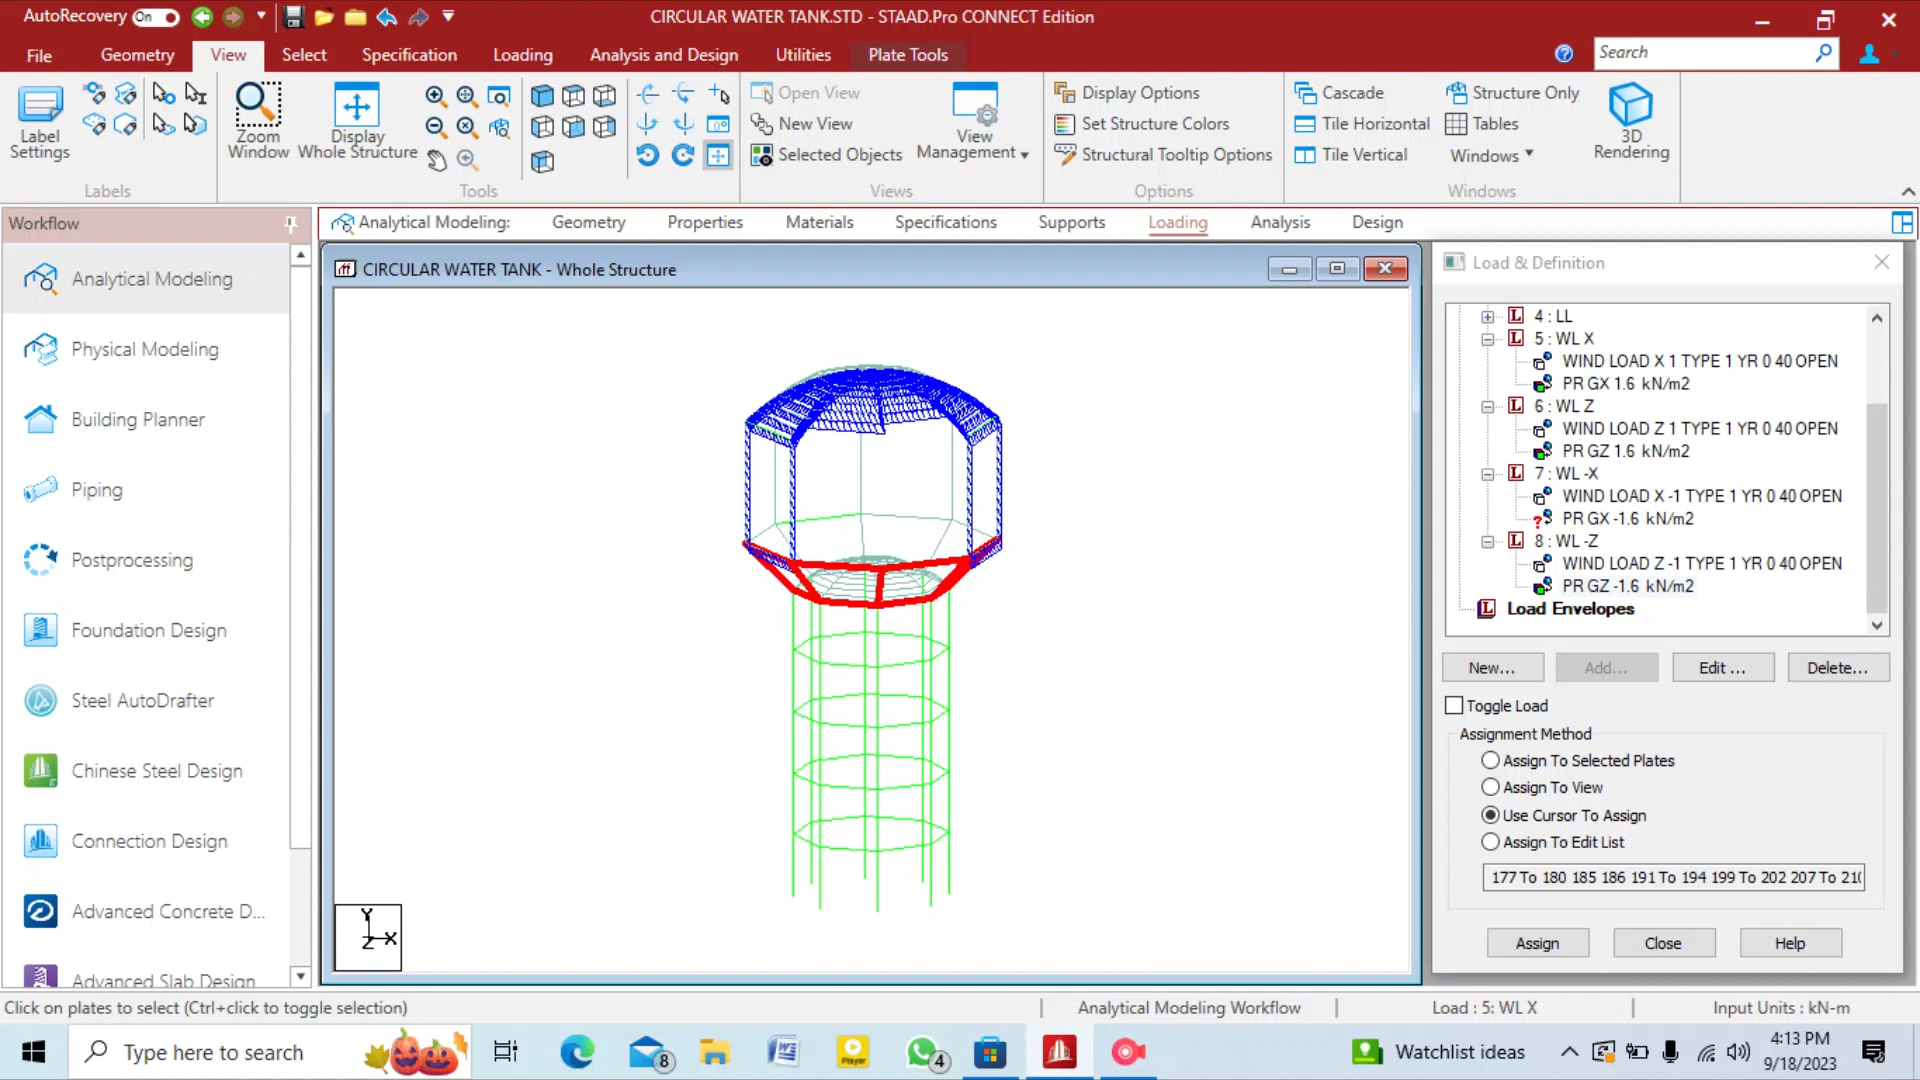 AutoRecovery On
CIRCULAR WATER TANK.STD - STAAD.Pro CONNECT Edition
File
Geometry
View
Select
Specification
Loading
Analysis and Design
Utilities
Plate Tools
Search
Label Settings
Labels
Zoom Window
Display Whole Structure
Tools
Open View
New View
Selected Objects
View Management
Views
Display Options
Set Structure Colors
Structural Tooltip Options
Options
Cascade
Tile Horizontal
Tile Vertical
Structure Only
Tables
Windows
Windows
3D Rendering
Workflow
Analytical Modeling
Physical Modeling
Building Planner
Piping
Postprocessing
Foundation Design
Steel AutoDrafter
Chinese Steel Design
Connection Design
Advanced Concrete D...
Advanced Slab Design
Analytical Modeling:
Geometry
Properties
Materials
Specifications
Supports
Loading
Analysis
Design
CIRCULAR WATER TANK - Whole Structure
Y
Z X
Load & Definition
4 : LL
5 : WL X
WIND LOAD X 1 TYPE 1 YR 0 40 OPEN
PR GX 1.6 kN/m2
6 : WL Z
WIND LOAD Z 1 TYPE 1 YR 0 40 OPEN
PR GZ 1.6 kN/m2
7 : WL -X
WIND LOAD X -1 TYPE 1 YR 0 40 OPEN
PR GX -1.6 kN/m2
8 : WL -Z
WIND LOAD Z -1 TYPE 1 YR 0 40 OPEN
PR GZ -1.6 kN/m2
Load Envelopes
New...
Add...
Edit ...
Delete...
Toggle Load
Assignment Method
Assign To Selected Plates
Assign To View
Use Cursor To Assign
Assign To Edit List
177 To 180 185 186 191 To 194 199 To 202 207 To 210
Assign
Close
Help
Click on plates to select (Ctrl+click to toggle selection)
Analytical Modeling Workflow
Load : 5: WL X
Input Units : kN-m
Type here to search
8
Player
4
Watchlist ideas
4:13 PM
9/18/2023